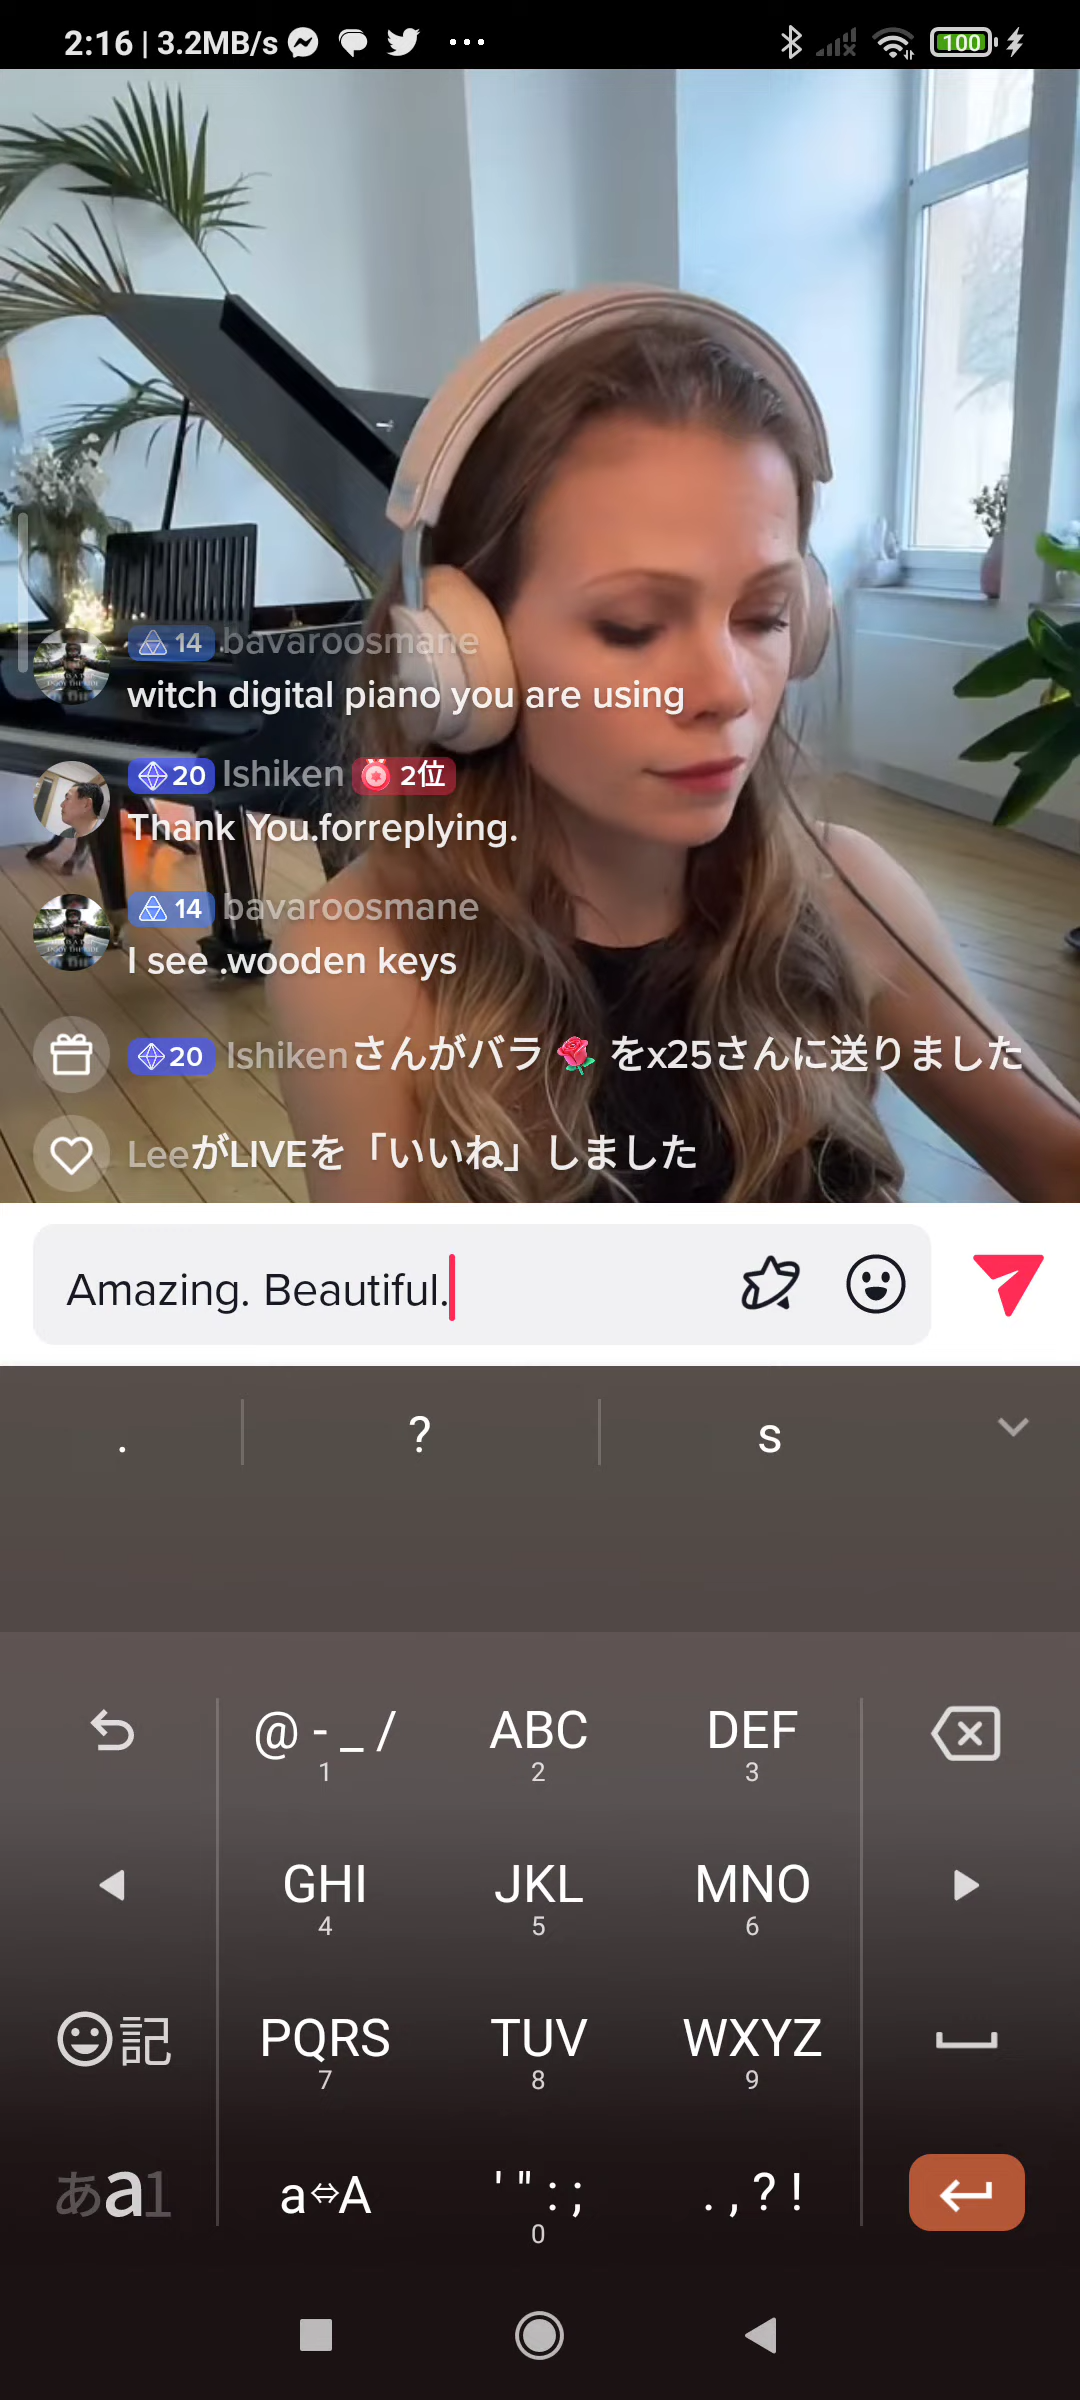 2:16 | 3.2MB/s
100
14 .bavaroosmane
witch digital piano you are using
20 Ishiken 2位
Thank You.forreplying.
14 bavaroosmane
I see .wooden keys
20 Ishikenさんがバラ🌹をx25さんに送りました
LeeがLIVEを「いいね」しました
Amazing. Beautiful.
. ? s
@ - _ / ABC DEF
1 2 3
GHI JKL MNO
4 5 6
記 PQRS TUV WXYZ
7 8 9
あa1 a⇔A ' " : ; . , ? !
0